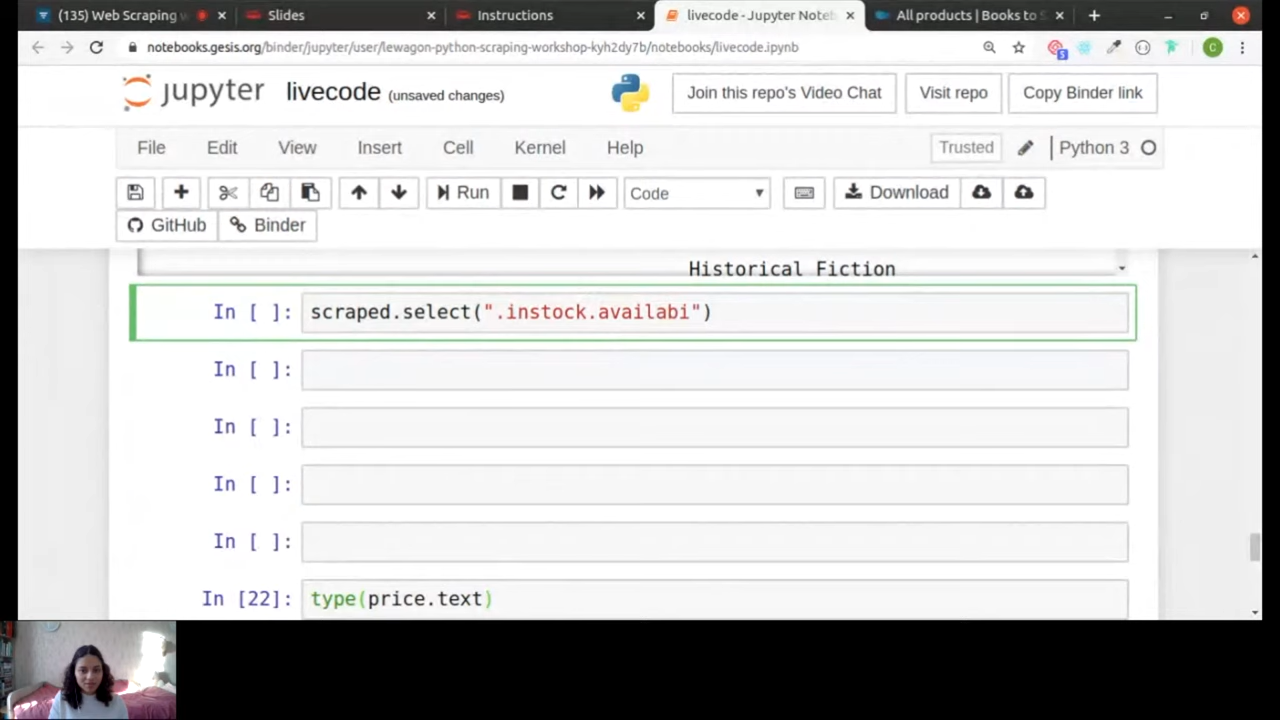 (135) Web Scraping
Slides
Instructions
livecode - Jupyter Note
All products | Books to S
notebooks.gesis.org/binder/jupyter/user/lewagon-python-scraping-workshop-kyh2dy7b/notebooks/livecode.ipynb
5
C
jupyter livecode (unsaved changes)
Join this repo's Video Chat
Visit repo
Copy Binder link
File Edit View Insert Cell Kernel Help
Trusted
Python 3
Run
Code
Download
GitHub
Binder
Historical Fiction
In [ ]: scraped.select(".instock.availabi")
In [ ]:
In [ ]:
In [ ]:
In [ ]:
In [22]: type(price.text)